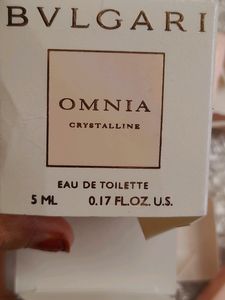 BVLGARI
OMNIA
CRYSTALLINE
EAU DE TOILETTE
5 ML 0.17 FL.OZ. U.S.